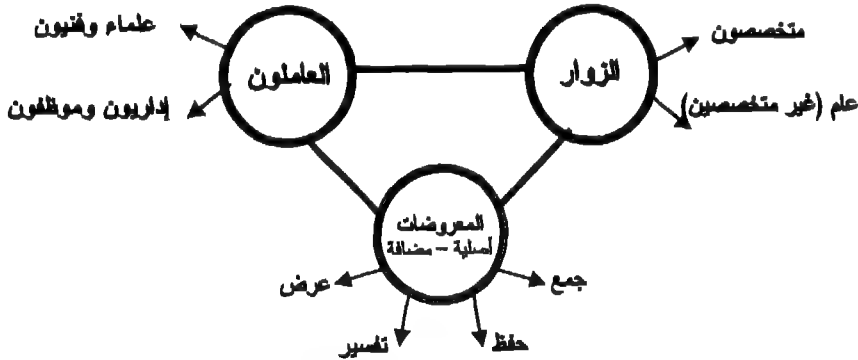 متخصصون
الزوار
عام (غير متخصصين)
علماء وفنيون
العاملون
إداريون وموظفون
المعروضات
أصلية – مضافة
جمع
حفظ
تفسير
عرض